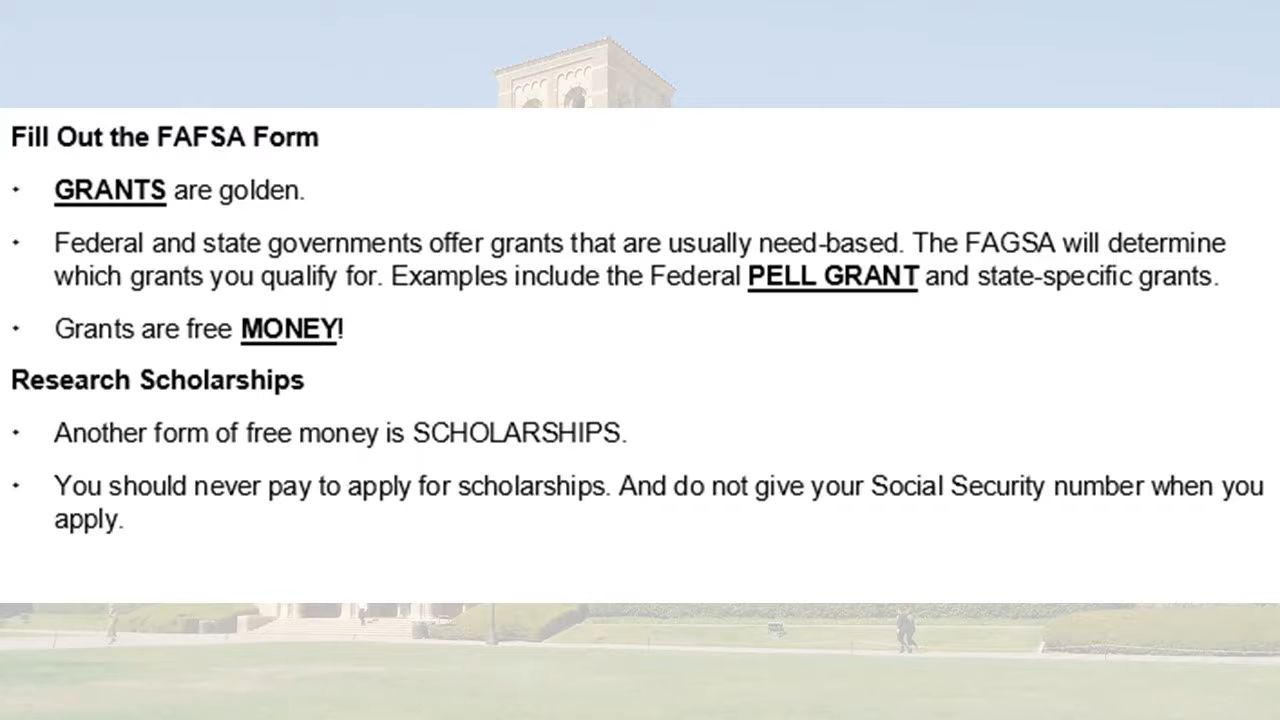 Fill Out the FAFSA Form
· GRANTS are golden.
· Federal and state governments offer grants that are usually need-based. The FAGSA will determine
which grants you qualify for. Examples include the Federal PELL GRANT and state-specific grants.
· Grants are free MONEY!
Research Scholarships
· Another form of free money is SCHOLARSHIPS.
· You should never pay to apply for scholarships. And do not give your Social Security number when you
apply.